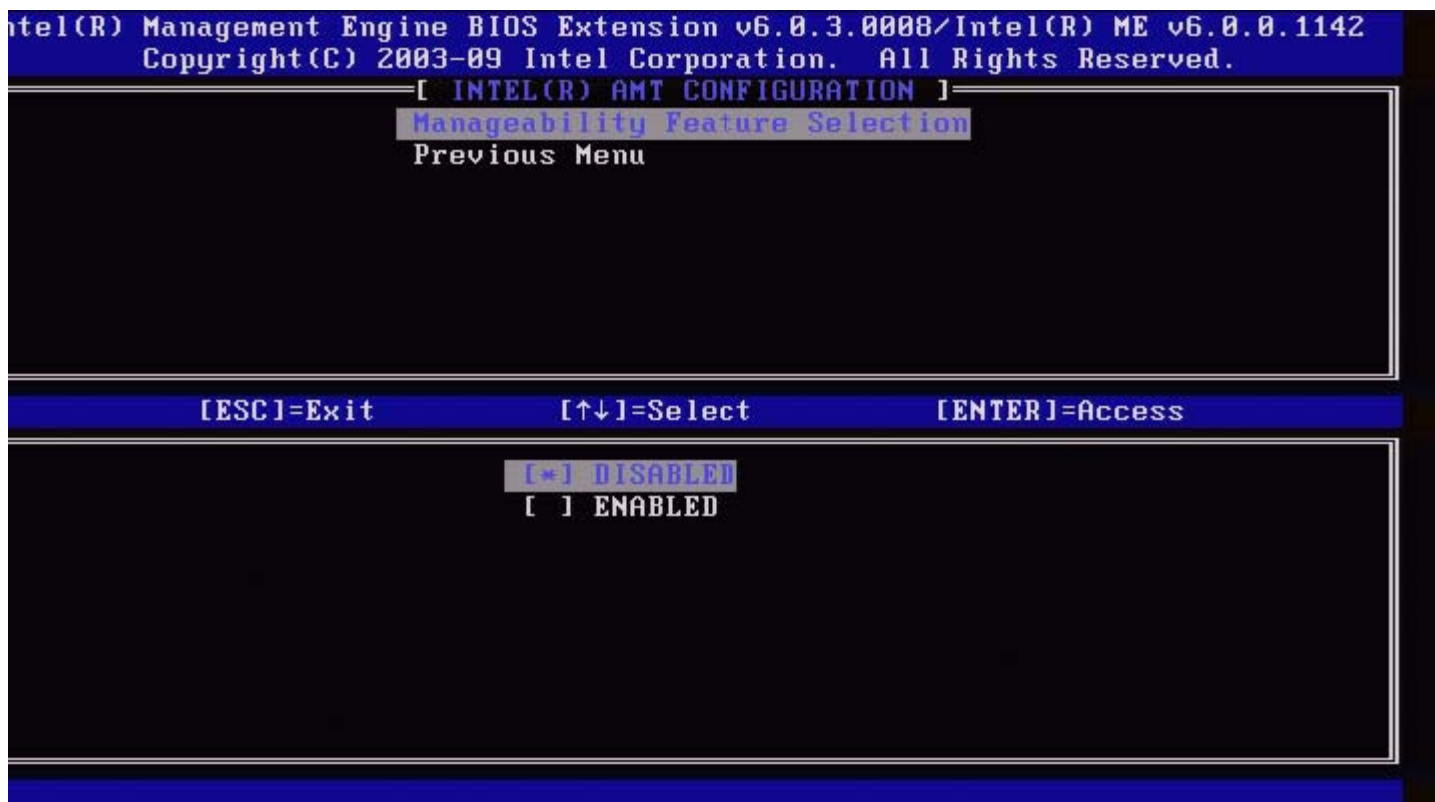 ntel(R) Management Engine BIOS Extension v6.0.3.0008/Intel(R) ME v6.0.0.1142
Copyright(C) 2003-09 Intel Corporation. All Rights Reserved.
[ INTEL(R) AMT CONFIGURATION ]
Manageability Feature Selection
Previous Menu
[ESC]=Exit [↑↓]=Select [ENTER]=Access
[*] DISABLED
[ ] ENABLED